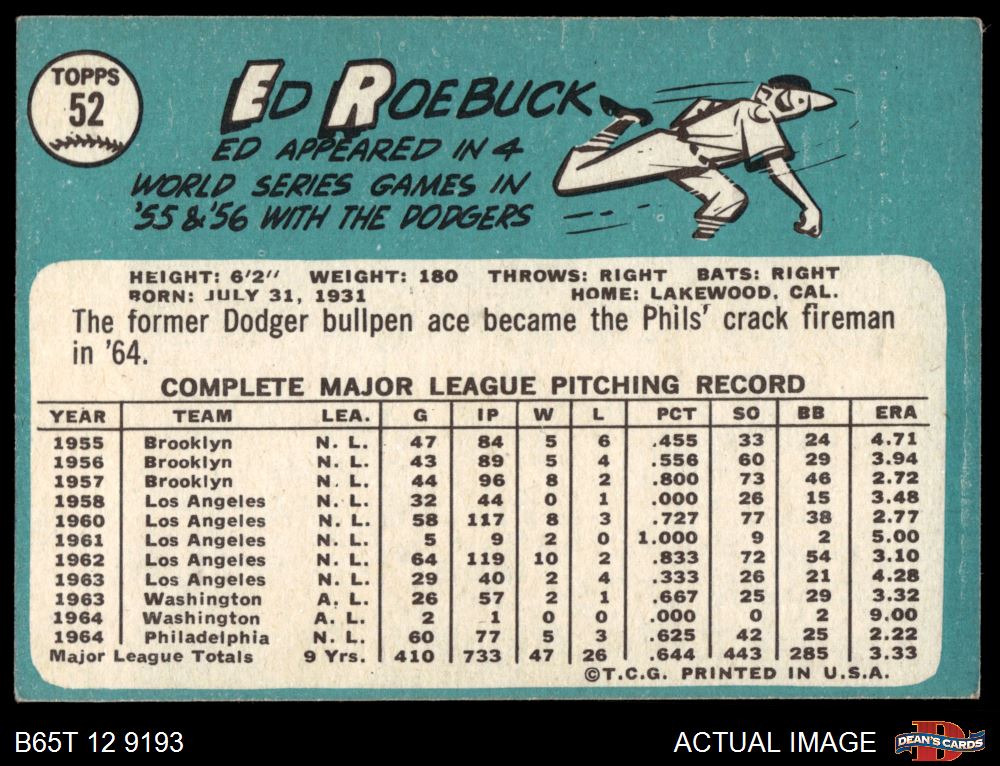 TOPPS
52
ED ROEBUCK
ED APPEARED IN 4
WORLD SERIES GAMES IN
'55 & '56 WITH THE DODGERS
HEIGHT: 6'2" WEIGHT: 180 THROWS: RIGHT BATS: RIGHT
BORN: JULY 31, 1931 HOME: LAKEWOOD, CAL.
The former Dodger bullpen ace became the Phils' crack fireman
in '64.
COMPLETE MAJOR LEAGUE PITCHING RECORD
YEAR TEAM LEA. G IP W L PCT SO BB ERA
1955 Brooklyn N. L. 47 84 5 6 .455 33 24 4.71
1956 Brooklyn N. L. 43 89 5 4 .556 60 29 3.94
1957 Brooklyn N. L. 44 96 8 2 .800 73 46 2.72
1958 Los Angeles N. L. 32 44 0 1 .000 26 15 3.48
1960 Los Angeles N. L. 58 117 8 3 .727 77 38 2.77
1961 Los Angeles N. L. 5 9 2 0 1.000 9 2 5.00
1962 Los Angeles N. L. 64 119 10 2 .833 72 54 3.10
1963 Los Angeles N. L. 29 40 2 4 .333 26 21 4.28
1963 Washington A. L. 26 57 2 1 .667 25 29 3.32
1964 Washington A. L. 2 1 0 0 .000 0 2 9.00
1964 Philadelphia N. L. 60 77 5 3 .625 42 25 2.22
Major League Totals 9 Yrs. 410 733 47 26 .644 443 285 3.33
©T.C.G. PRINTED IN U.S.A.
B65T 12 9193
ACTUAL IMAGE
DEAN'S CARDS